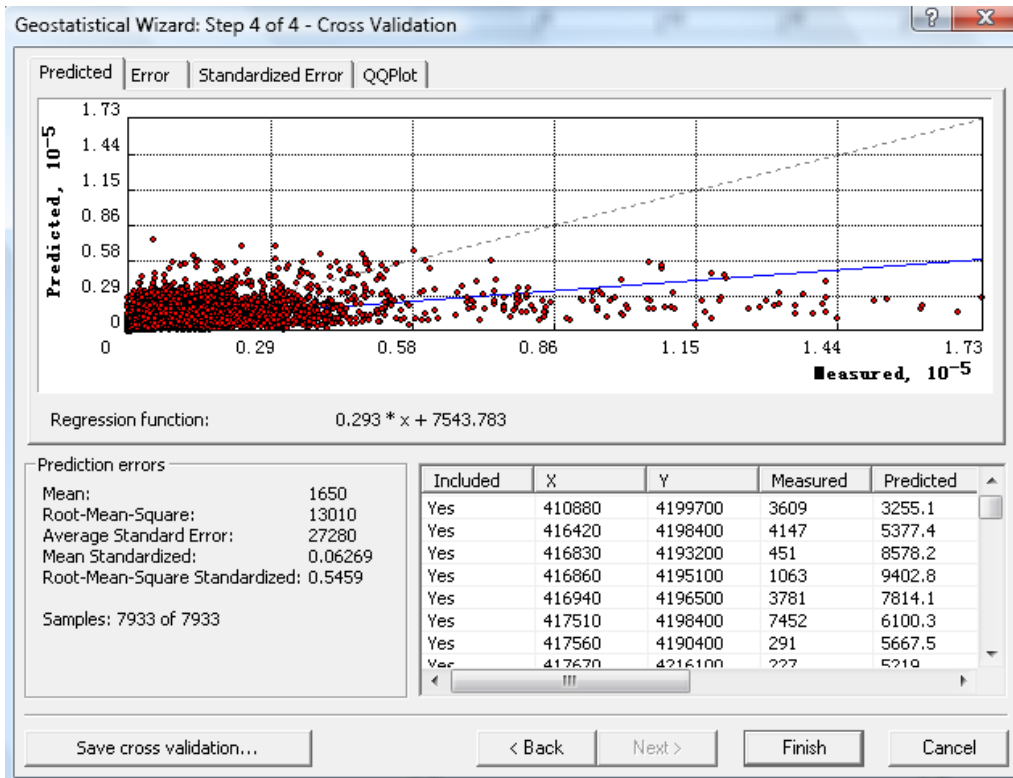 Geostatistical Wizard: Step 4 of 4 - Cross Validation
Predicted Error Standardized Error QQPlot
Predicted, 10-5
1.73
1.44
1.15
0.86
0.58
0.29
0
0 0.29 0.58 0.86 1.15 1.44 1.73
Measured, 10-5
Regression function: 0.293 * x + 7543.783
Prediction errors
Mean: 1650
Root-Mean-Square: 13010
Average Standard Error: 27280
Mean Standardized: 0.06269
Root-Mean-Square Standardized: 0.5459
Samples: 7933 of 7933
Included X Y Measured Predicted
Yes 410880 4199700 3609 3255.1
Yes 416420 4198400 4147 5377.4
Yes 416830 4193200 451 8578.2
Yes 416860 4195100 1063 9402.8
Yes 416940 4196500 3781 7814.1
Yes 417510 4198400 7452 6100.3
Yes 417560 4190400 291 5667.5
Yes 417670 4216100 227 5219
Save cross validation... < Back Next > Finish Cancel